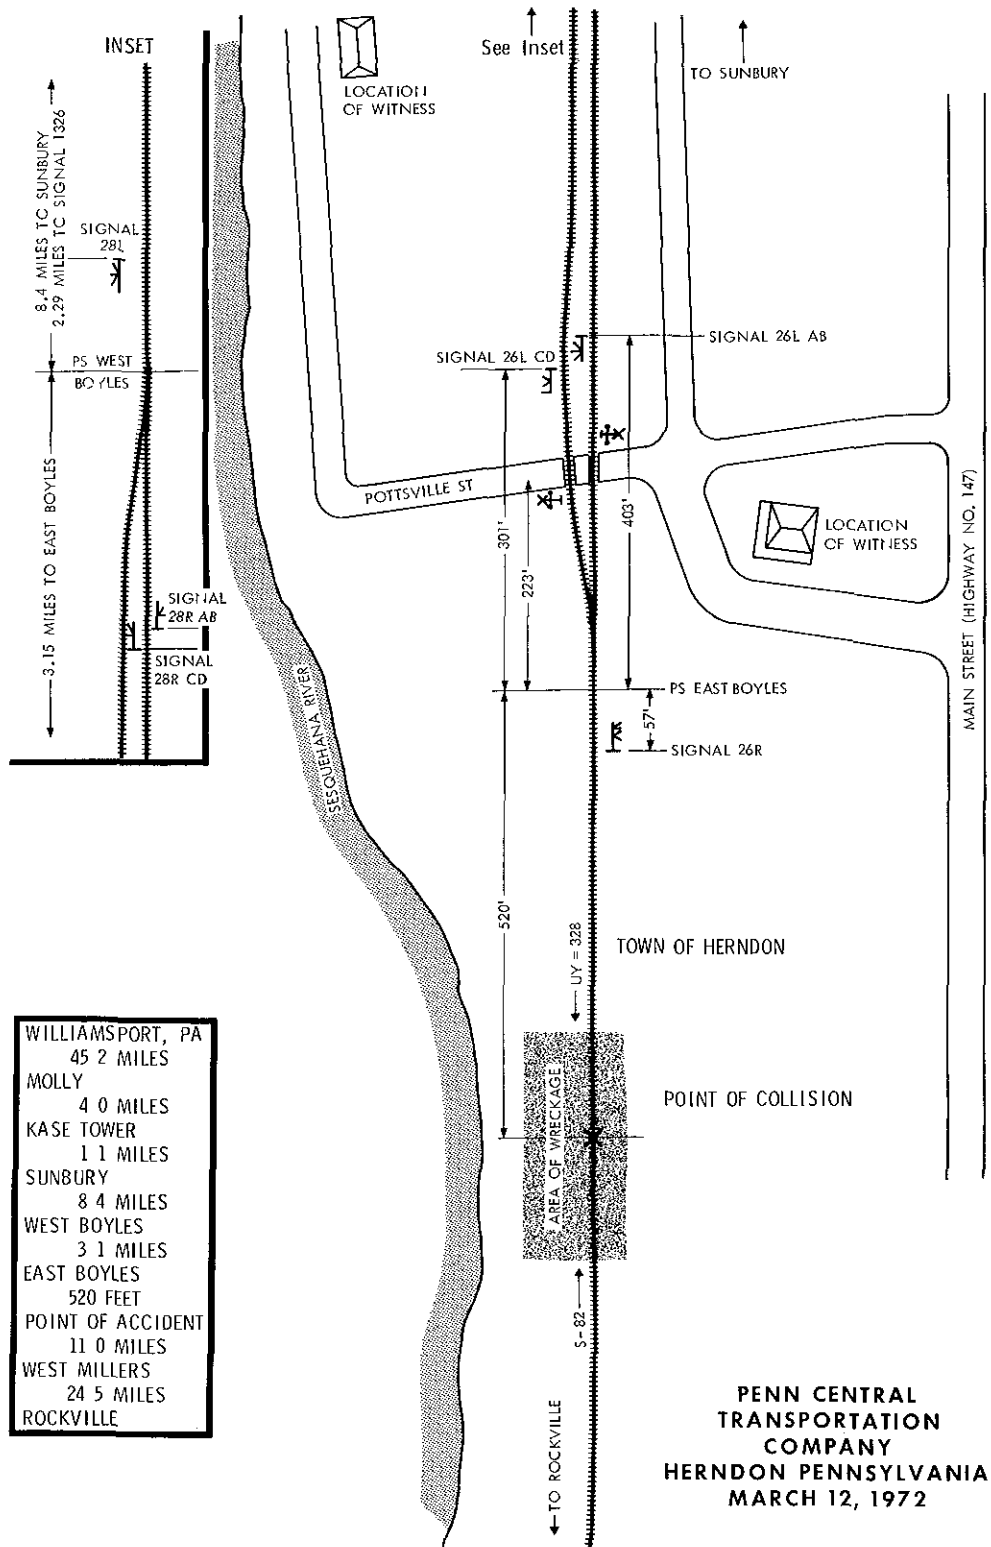 INSET
8.4 MILES TO SUNBURY
2.29 MILES TO SIGNAL 1326
SIGNAL
28L
PS WEST
BOYLES
3.15 MILES TO EAST BOYLES
SIGNAL
28R AB
SIGNAL
28R CD
See Inset
LOCATION
OF WITNESS
TO SUNBURY
SIGNAL 26L AB
SIGNAL 26L CD
POTTSVILLE ST
LOCATION
OF WITNESS
MAIN STREET (HIGHWAY NO. 147)
301'
223'
403'
PS EAST BOYLES
57'
SIGNAL 26R
SESQUEHANA RIVER
520'
TOWN OF HERNDON
UY = 328
AREA OF WRECKAGE
POINT OF COLLISION
S- 82
TO ROCKVILLE
WILLIAMSPORT, PA
45 2 MILES
MOLLY
4 0 MILES
KASE TOWER
1 1 MILES
SUNBURY
8 4 MILES
WEST BOYLES
3 1 MILES
EAST BOYLES
520 FEET
POINT OF ACCIDENT
11 0 MILES
WEST MILLERS
24 5 MILES
ROCKVILLE
PENN CENTRAL
TRANSPORTATION
COMPANY
HERNDON PENNSYLVANIA
MARCH 12, 1972